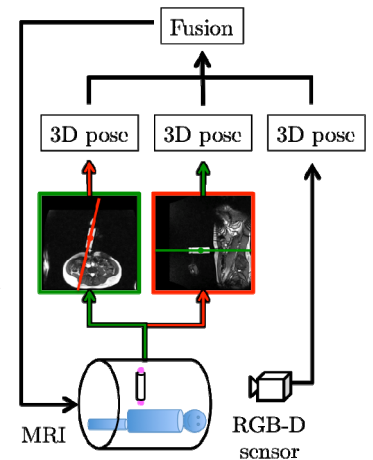 Fusion
3D pose
3D pose
3D pose
MRI
RGB-D
sensor